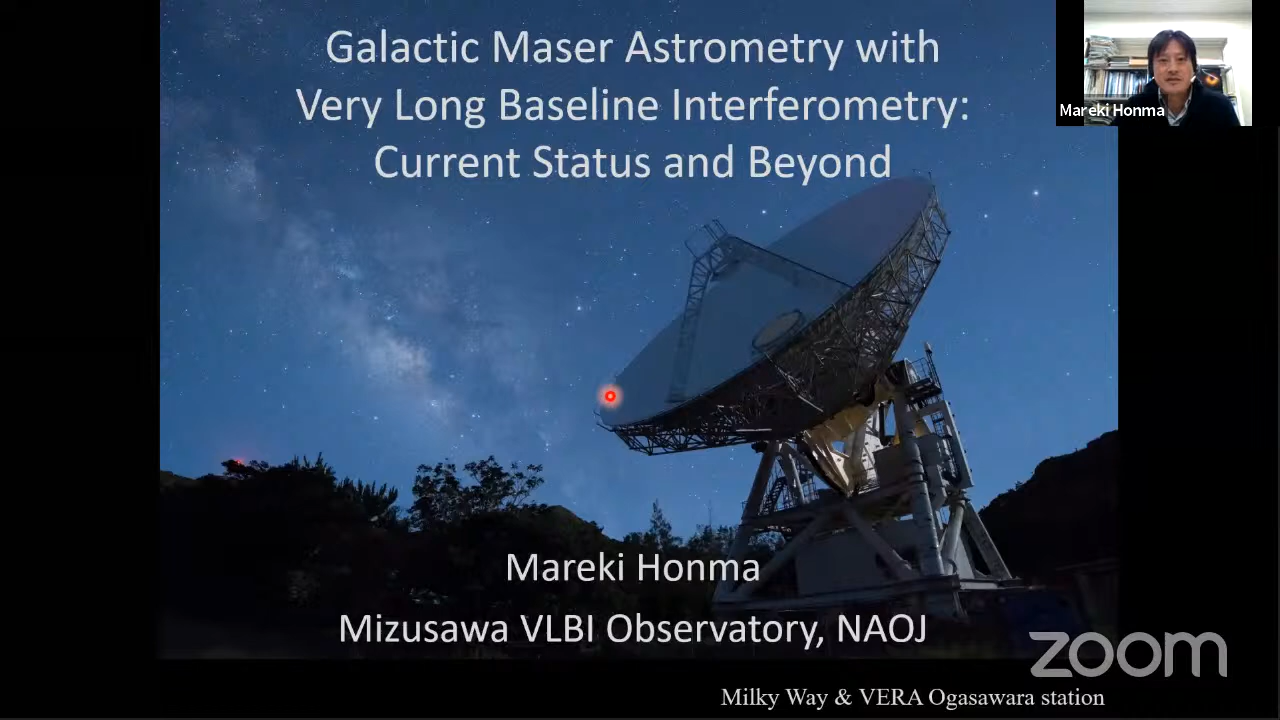 Galactic Maser Astrometry with
Very Long Baseline Interferometry:
Current Status and Beyond
Mareki Honma
Mareki Honma
Mizusawa VLBI Observatory, NAOJ
zoom
Milky Way & VERA Ogasawara station